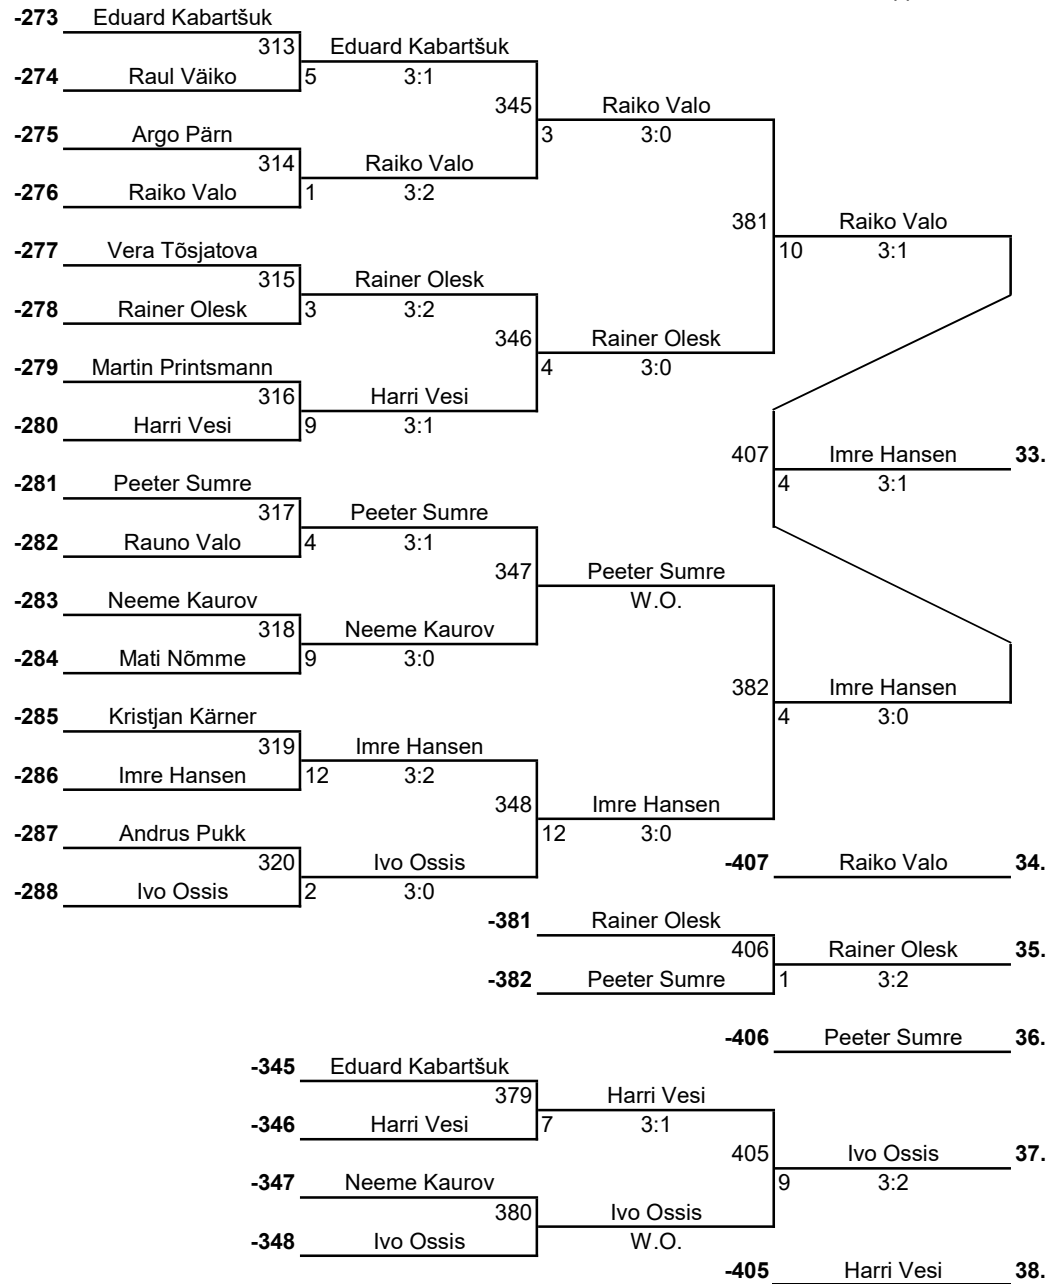 -273 Eduard Kabartšuk
313 Eduard Kabartšuk
-274 Raul Väiko 5 3:1
345 Raiko Valo
-275 Argo Pärn 3 3:0
314 Raiko Valo
-276 Raiko Valo 1 3:2
381 Raiko Valo
-277 Vera Tõsjatova 10 3:1
315 Rainer Olesk
-278 Rainer Olesk 3 3:2
346 Rainer Olesk
-279 Martin Printsmann 4 3:0
316 Harri Vesi
-280 Harri Vesi 9 3:1
407 Imre Hansen 33.
-281 Peeter Sumre 4 3:1
317 Peeter Sumre
-282 Rauno Valo 4 3:1
347 Peeter Sumre
-283 Neeme Kaurov W.O.
318 Neeme Kaurov
-284 Mati Nõmme 9 3:0
382 Imre Hansen
-285 Kristjan Kärner 4 3:0
319 Imre Hansen
-286 Imre Hansen 12 3:2
348 Imre Hansen
-287 Andrus Pukk 12 3:0
320 Ivo Ossis -407 Raiko Valo 34.
-288 Ivo Ossis 2 3:0
-381 Rainer Olesk
406 Rainer Olesk 35.
-382 Peeter Sumre 1 3:2
-406 Peeter Sumre 36.
-345 Eduard Kabartšuk
379 Harri Vesi
-346 Harri Vesi 7 3:1
405 Ivo Ossis 37.
-347 Neeme Kaurov 9 3:2
380 Ivo Ossis
-348 Ivo Ossis W.O.
-405 Harri Vesi 38.